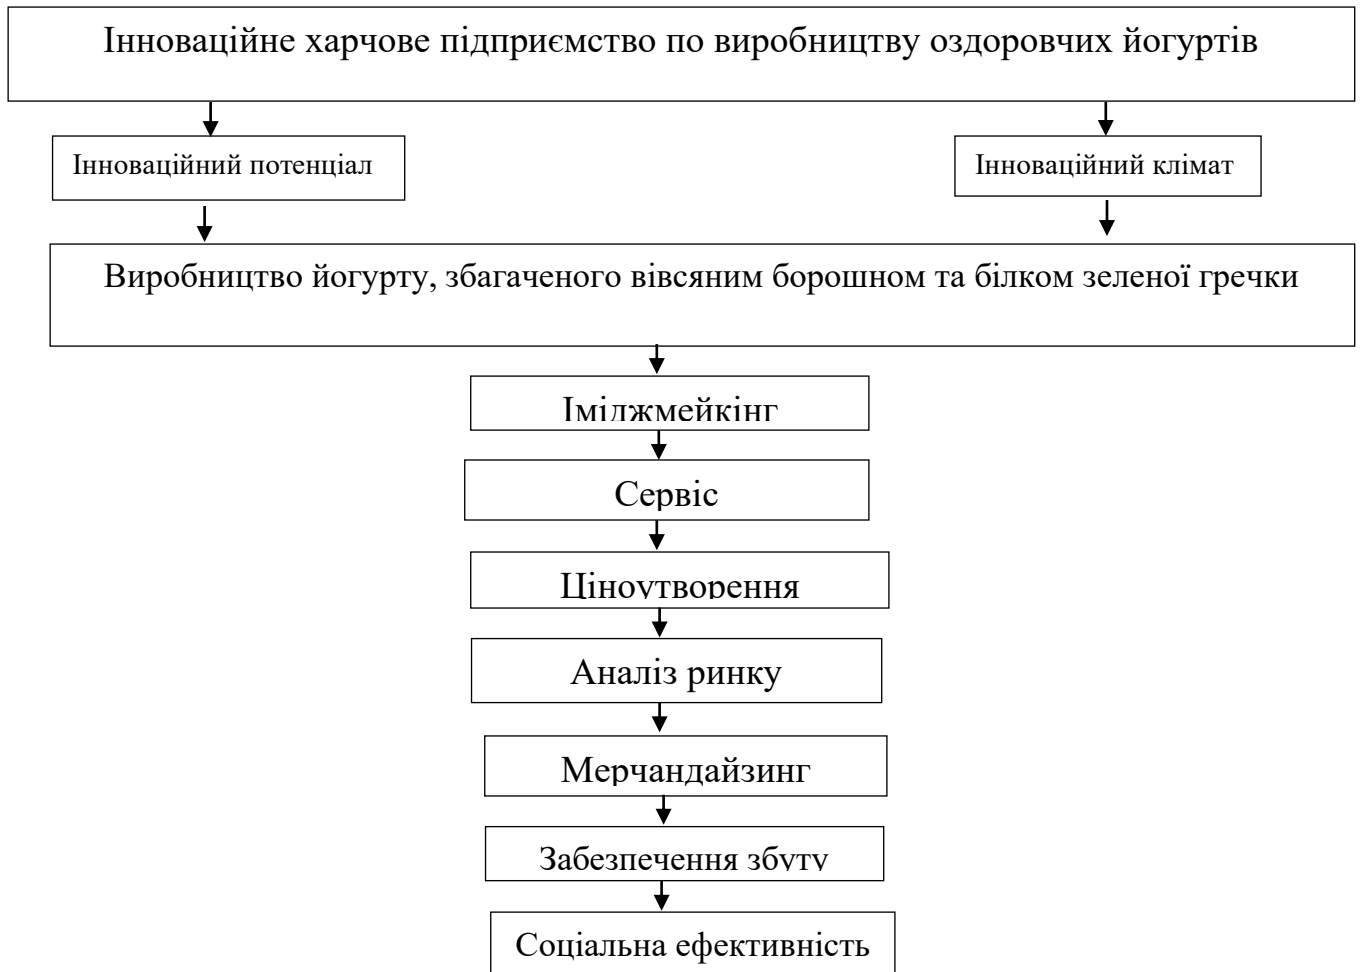 Інноваційне харчове підприємство по виробництву оздоровчих йогуртів
Інноваційний потенціал
Інноваційний клімат
Виробництво йогурту, збагаченого вівсяним борошном та білком зеленої гречки
Іміджмейкінг
Сервіс
Ціноутворення
Аналіз ринку
Мерчандайзинг
Забезпечення збуту
Соціальна ефективність